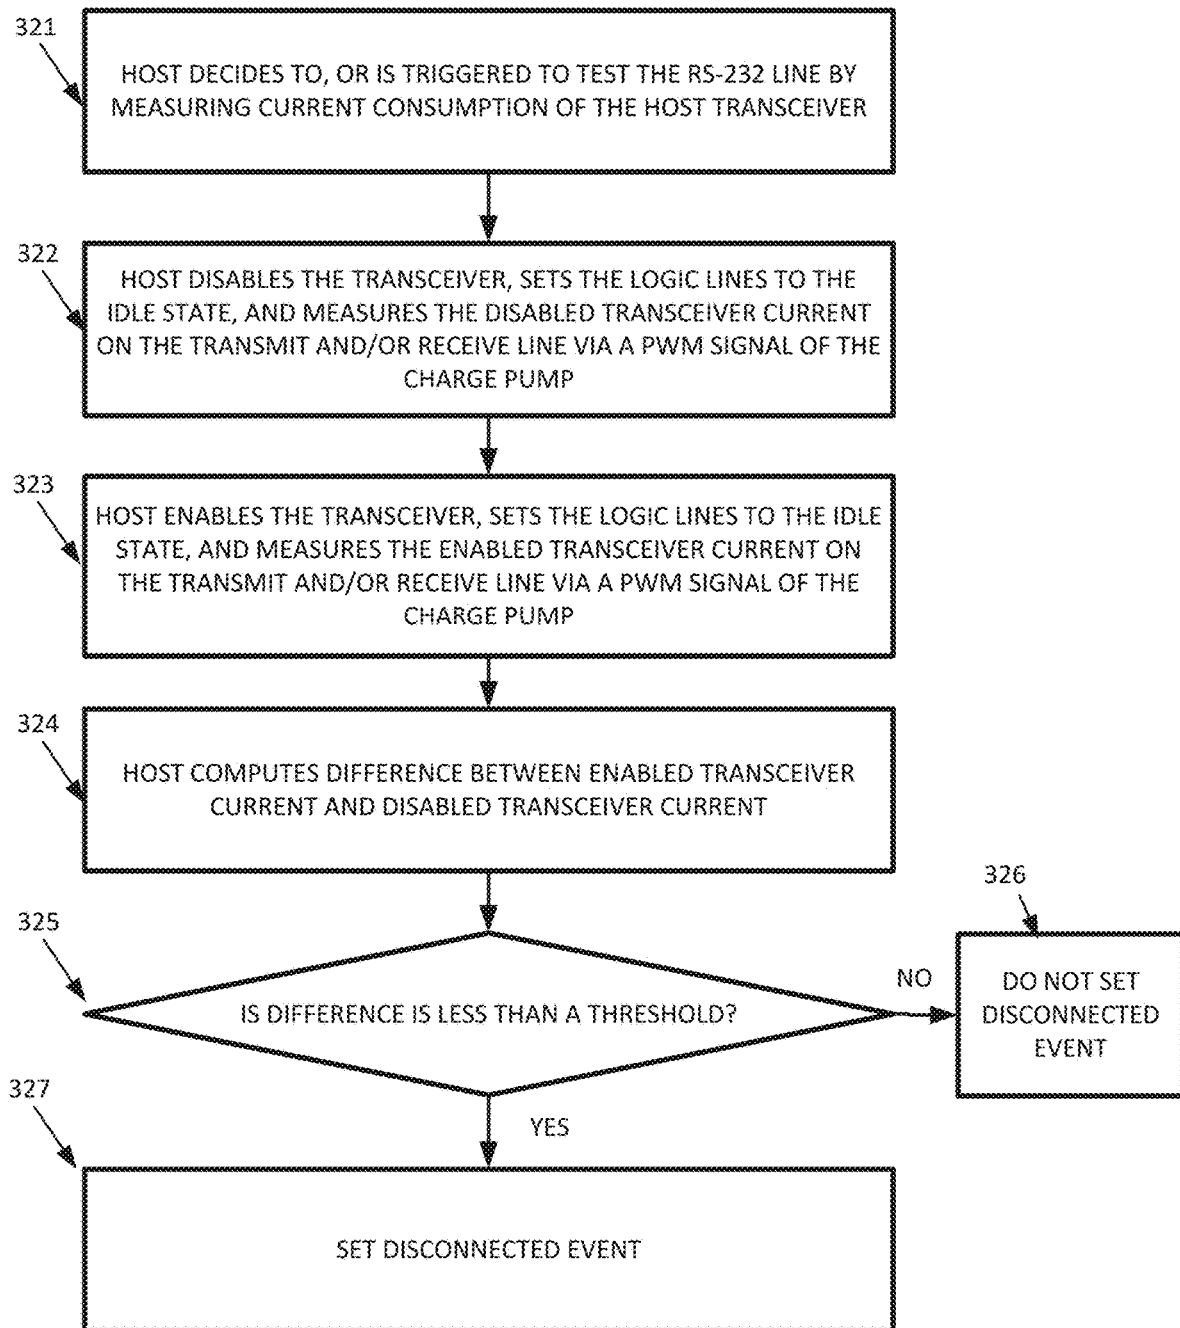 321
HOST DECIDES TO, OR IS TRIGGERED TO TEST THE RS-232 LINE BY
MEASURING CURRENT CONSUMPTION OF THE HOST TRANSCEIVER
322
HOST DISABLES THE TRANSCEIVER, SETS THE LOGIC LINES TO THE
IDLE STATE, AND MEASURES THE DISABLED TRANSCEIVER CURRENT
ON THE TRANSMIT AND/OR RECEIVE LINE VIA A PWM SIGNAL OF THE
CHARGE PUMP
323
HOST ENABLES THE TRANSCEIVER, SETS THE LOGIC LINES TO THE IDLE
STATE, AND MEASURES THE ENABLED TRANSCEIVER CURRENT ON
THE TRANSMIT AND/OR RECEIVE LINE VIA A PWM SIGNAL OF THE
CHARGE PUMP
324
HOST COMPUTES DIFFERENCE BETWEEN ENABLED TRANSCEIVER
CURRENT AND DISABLED TRANSCEIVER CURRENT
325
IS DIFFERENCE IS LESS THAN A THRESHOLD?
NO
326
DO NOT SET
DISCONNECTED
EVENT
YES
327
SET DISCONNECTED EVENT